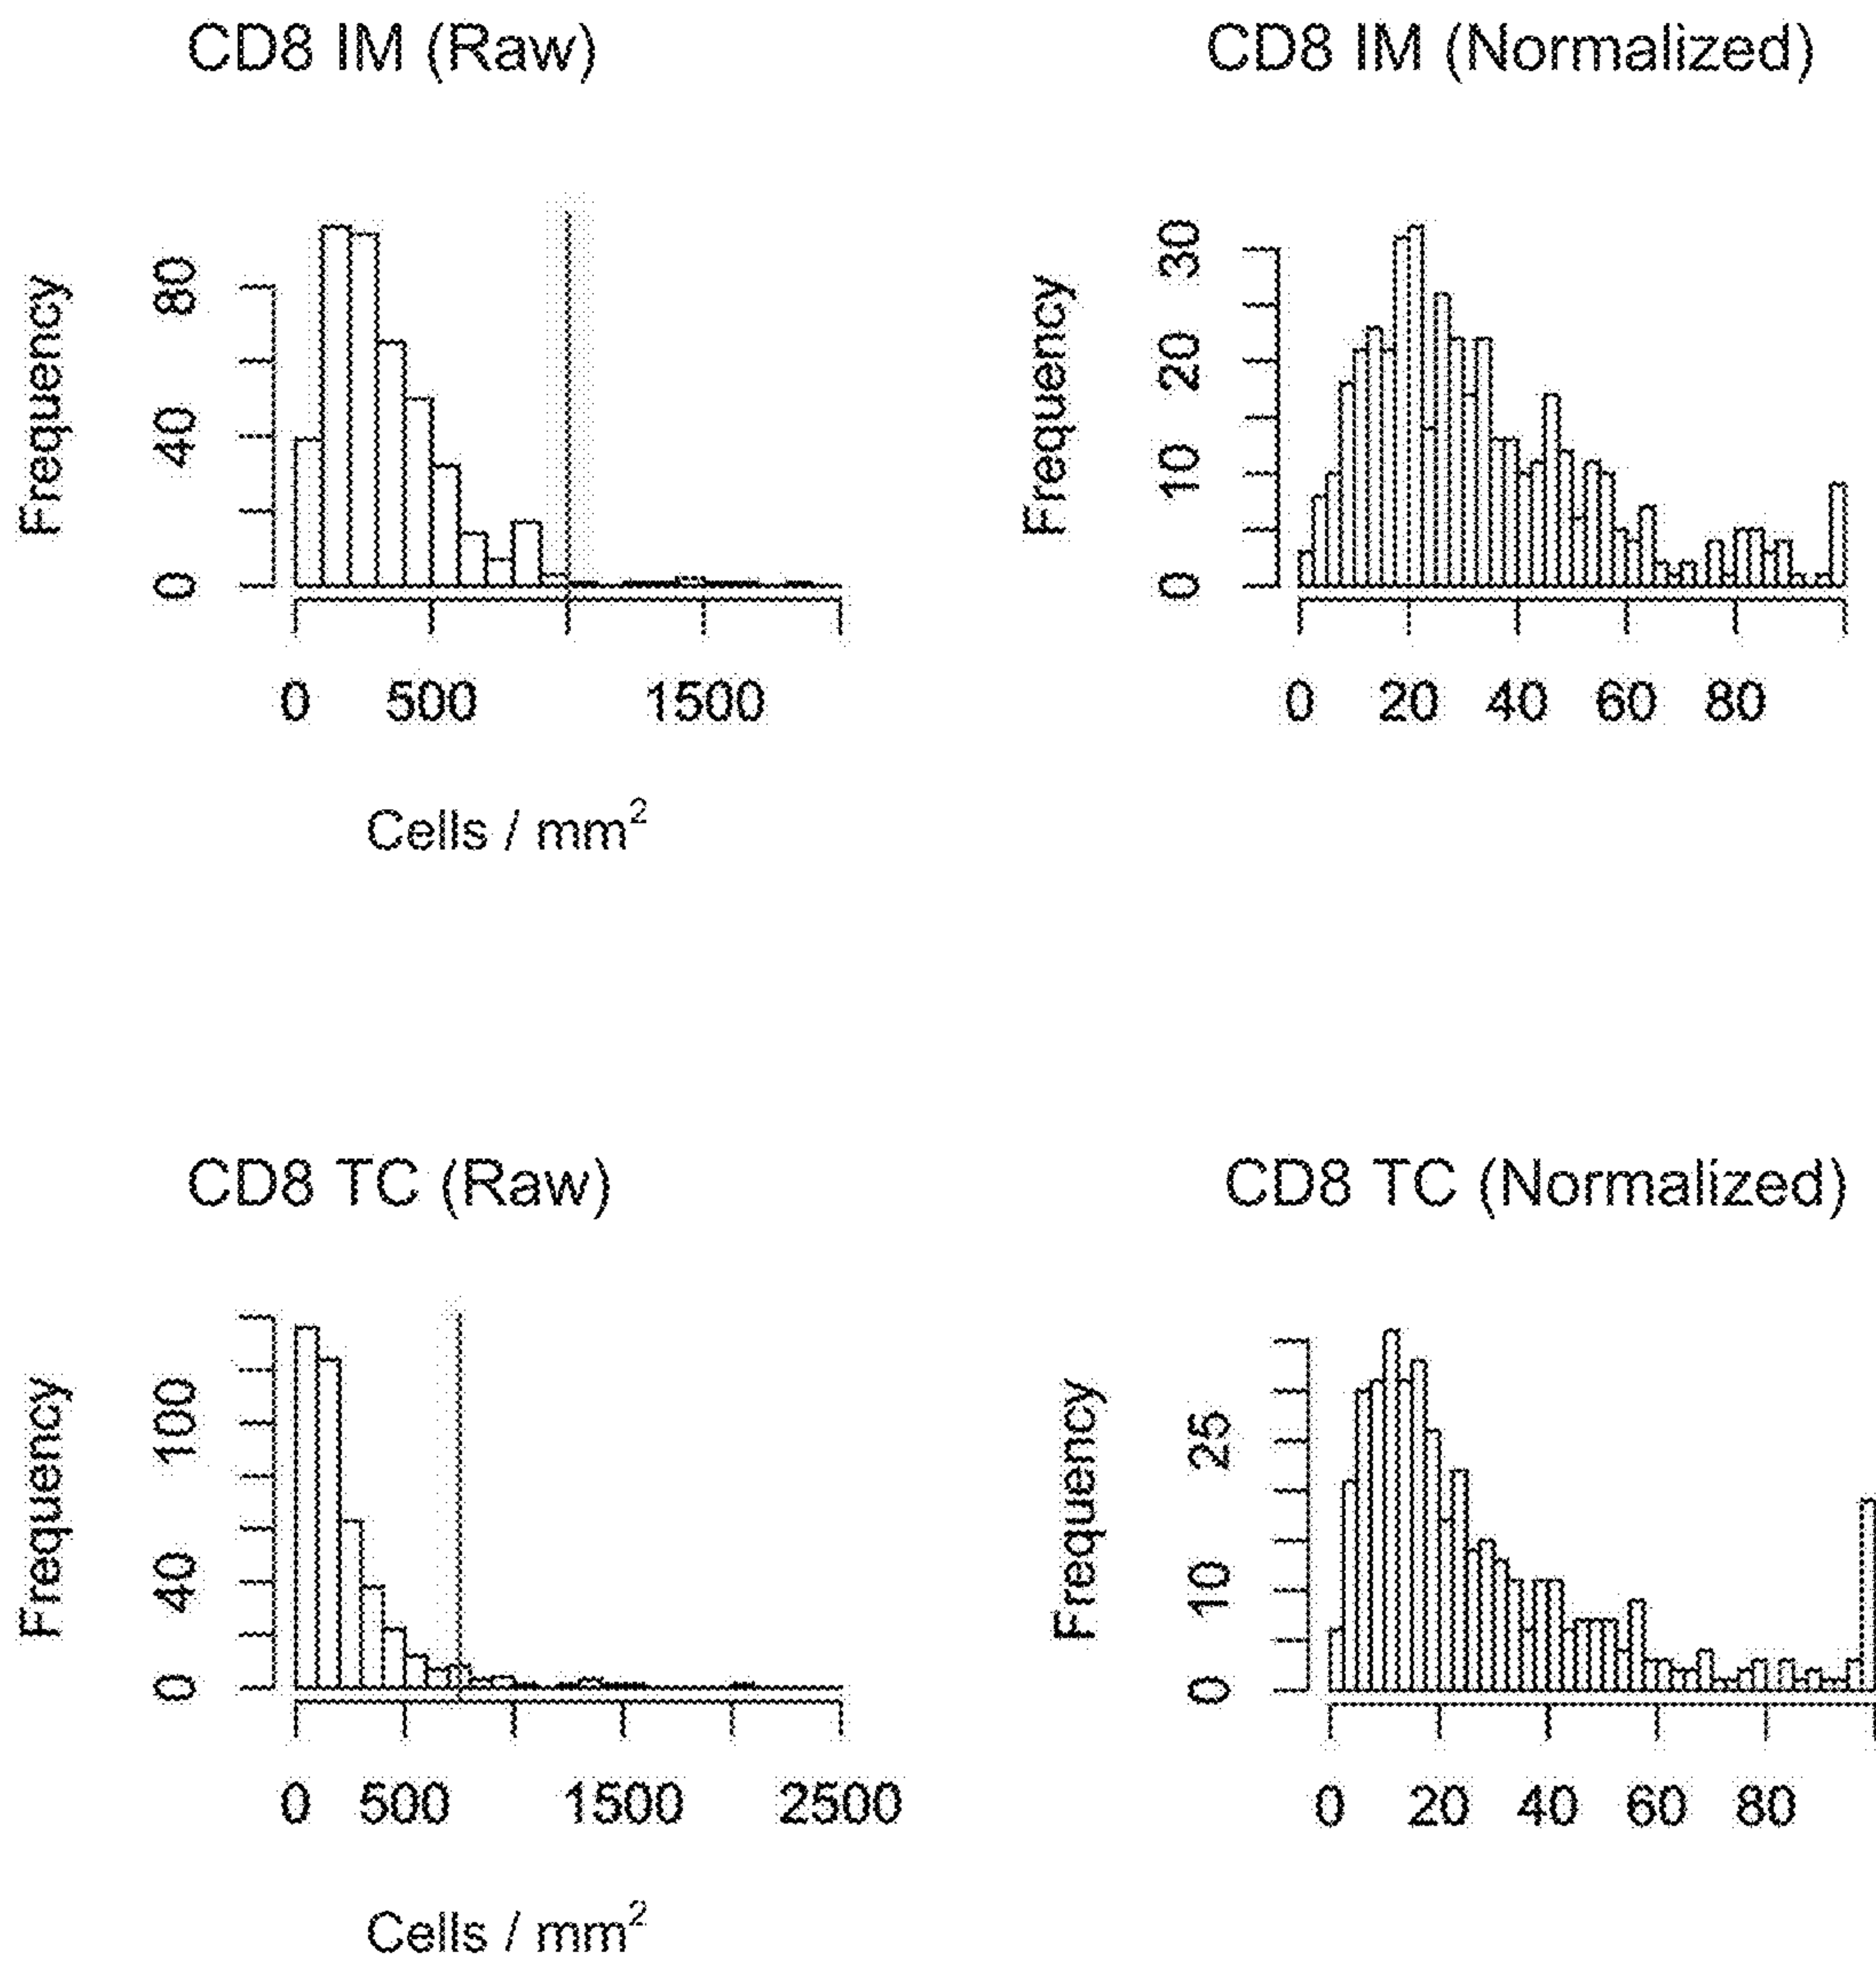 CD8 IM (Raw)
Frequency
0 40 80
0 500 1500
Cells / mm²
CD8 IM (Normalized)
Frequency
0 10 20 30
0 20 40 60 80
CD8 TC (Raw)
Frequency
0 40 100
0 500 1500 2500
Cells / mm²
CD8 TC (Normalized)
Frequency
0 10 25
0 20 40 60 80